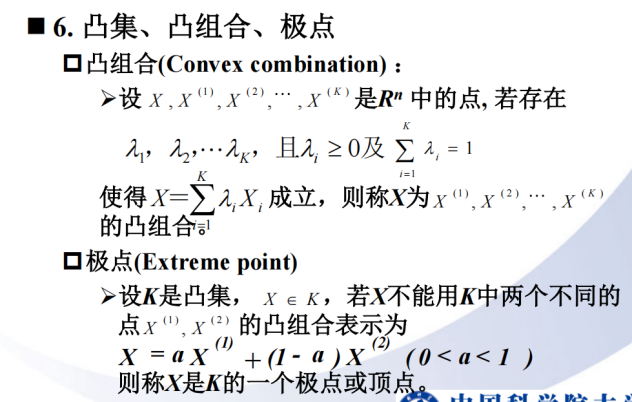 ■ 6. 凸集、凸组合、极点
❑凸组合(Convex combination)：
➢设 X , X⁽¹⁾, X⁽²⁾,⋯ , X⁽ᴷ⁾是Rⁿ 中的点, 若存在
λ₁，λ₂,⋯λ_K， 且λᵢ ≥ 0及 ∑_{i=1}^{K} λᵢ = 1
使得X=∑_{i=1}^{K} λᵢXᵢ 成立，则称X为 X⁽¹⁾, X⁽²⁾,⋯ , X⁽ᴷ⁾
的凸组合。
❑极点(Extreme point)
➢设K是凸集， X ∈ K，若X不能用K中两个不同的
点 X⁽¹⁾, X⁽²⁾ 的凸组合表示为
X = a X⁽¹⁾ + (1- a ) X⁽²⁾ ( 0 < a < 1 )
则称X是K的一个极点或顶点。